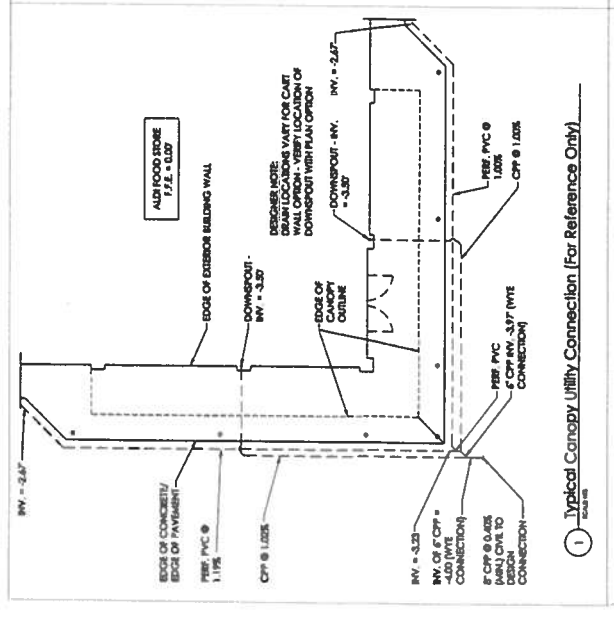 INV. = -2.67'
ALDI FOOD STORE
F.F.E. = 0.00'
EDGE OF EXTERIOR BUILDING WALL
DOWNSPOUT -
INV. = -3.50'
DESIGNER NOTE:
DRAIN LOCATIONS VARY FOR CART
WALL OPTION - VERIFY LOCATION OF
DOWNSPOUT WITH PLAN OPTION
DOWNSPOUT - INV.
= -3.50'
INV. = -2.67'
EDGE OF
CANOPY
OUTLINE
EDGE OF CONCRETE/
EDGE OF PAVEMENT
PERF. PVC @
1.19%
CPP @ 1.02%
INV = -3.23
INV. OF 6" CPP =
-4.00 (WYE
CONNECTION)
8" CPP @ 0.40%
(MIN.) CIVIL TO
DESIGN
CONNECTION
PERF. PVC
6" CPP INV. -3.97' (WYE
CONNECTION)
PERF. PVC @
1.00%
CPP @ 1.00%
1
Typical Canopy Utility Connection (For Reference Only)
SCALE: NTS